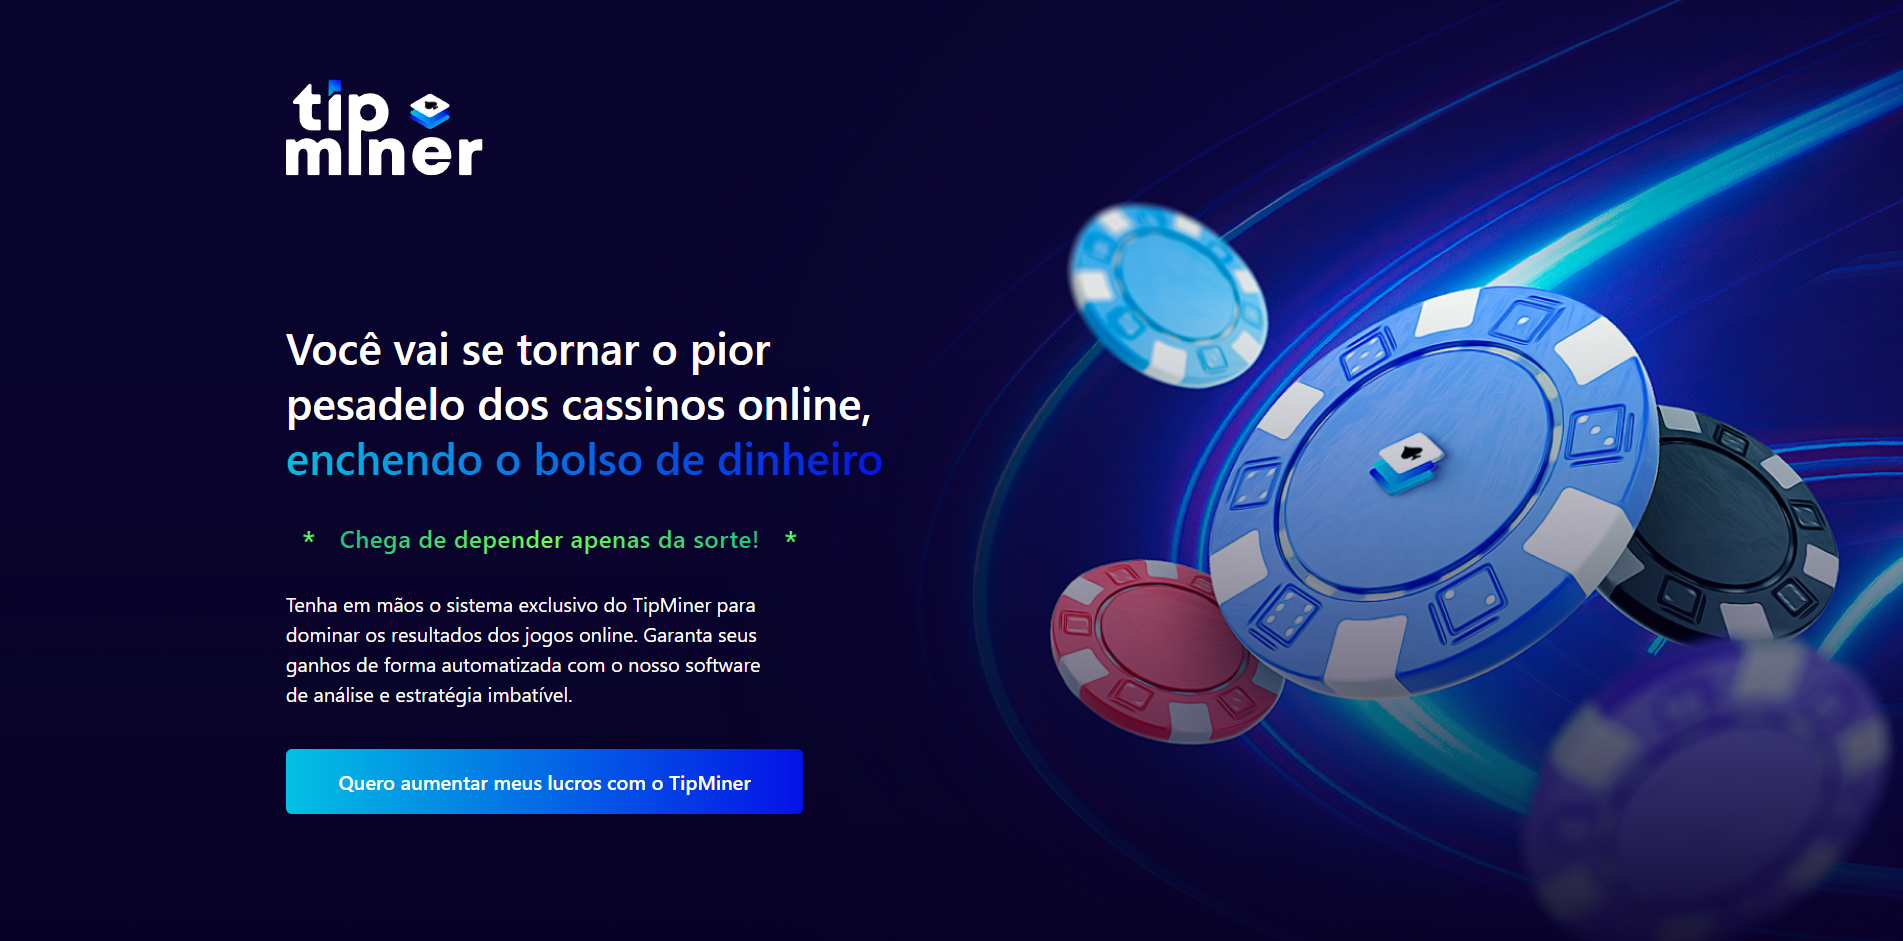 tip
miner
Você vai se tornar o pior
pesadelo dos cassinos online,
enchendo o bolso de dinheiro
* Chega de depender apenas da sorte! *
Tenha em mãos o sistema exclusivo do TipMiner para
dominar os resultados dos jogos online. Garanta seus
ganhos de forma automatizada com o nosso software
de análise e estratégia imbatível.
Quero aumentar meus lucros com o TipMiner